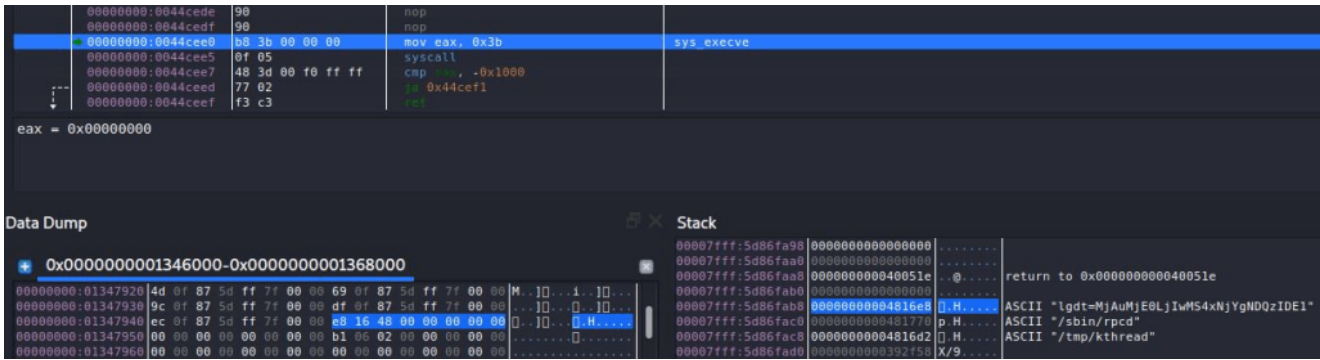 00000000:0044cede 90 nop
00000000:0044cedf 90 nop
00000000:0044cee0 b8 3b 00 00 00 mov eax, 0x3b sys_execve
00000000:0044cee5 0f 05 syscall
00000000:0044cee7 48 3d 00 f0 ff ff cmp rax, -0x1000
00000000:0044ceed 77 02 ja 0x44cef1
00000000:0044ceef f3 c3 ret
eax = 0x00000000
Data Dump
0x0000000001346000-0x0000000001368000
00000000:01347920 4d 0f 87 5d ff 7f 00 00 69 0f 87 5d ff 7f 00 00 M..]...i..]...
00000000:01347930 9c 0f 87 5d ff 7f 00 00 df 0f 87 5d ff 7f 00 00 ...]......]...
00000000:01347940 ec 0f 87 5d ff 7f 00 00 e8 16 48 00 00 00 00 00 ..]....H.....
00000000:01347950 00 00 00 00 00 00 00 00 b1 06 02 00 00 00 00 00
00000000:01347960 00 00 00 00 00 00 00 00 00 00 00 00 00 00 00 00 ................
Stack
00007fff:5d86fa98 0000000000000000 ........
00007fff:5d86faa0 0000000000000000 ........
00007fff:5d86faa8 000000000040051e ..@..... return to 0x000000000040051e
00007fff:5d86fab0 0000000000000000 ........
00007fff:5d86fab8 00000000004816e8 ..H..... ASCII "lgdt=MjAuMjE0LjIwMS4xNjYgNDQzIDE1"
00007fff:5d86fac0 0000000000481770 p.H..... ASCII "/sbin/rpcd"
00007fff:5d86fac8 00000000004816d2 .H..... ASCII "/tmp/kthread"
00007fff:5d86fad0 0000000000392f58 X/9.....